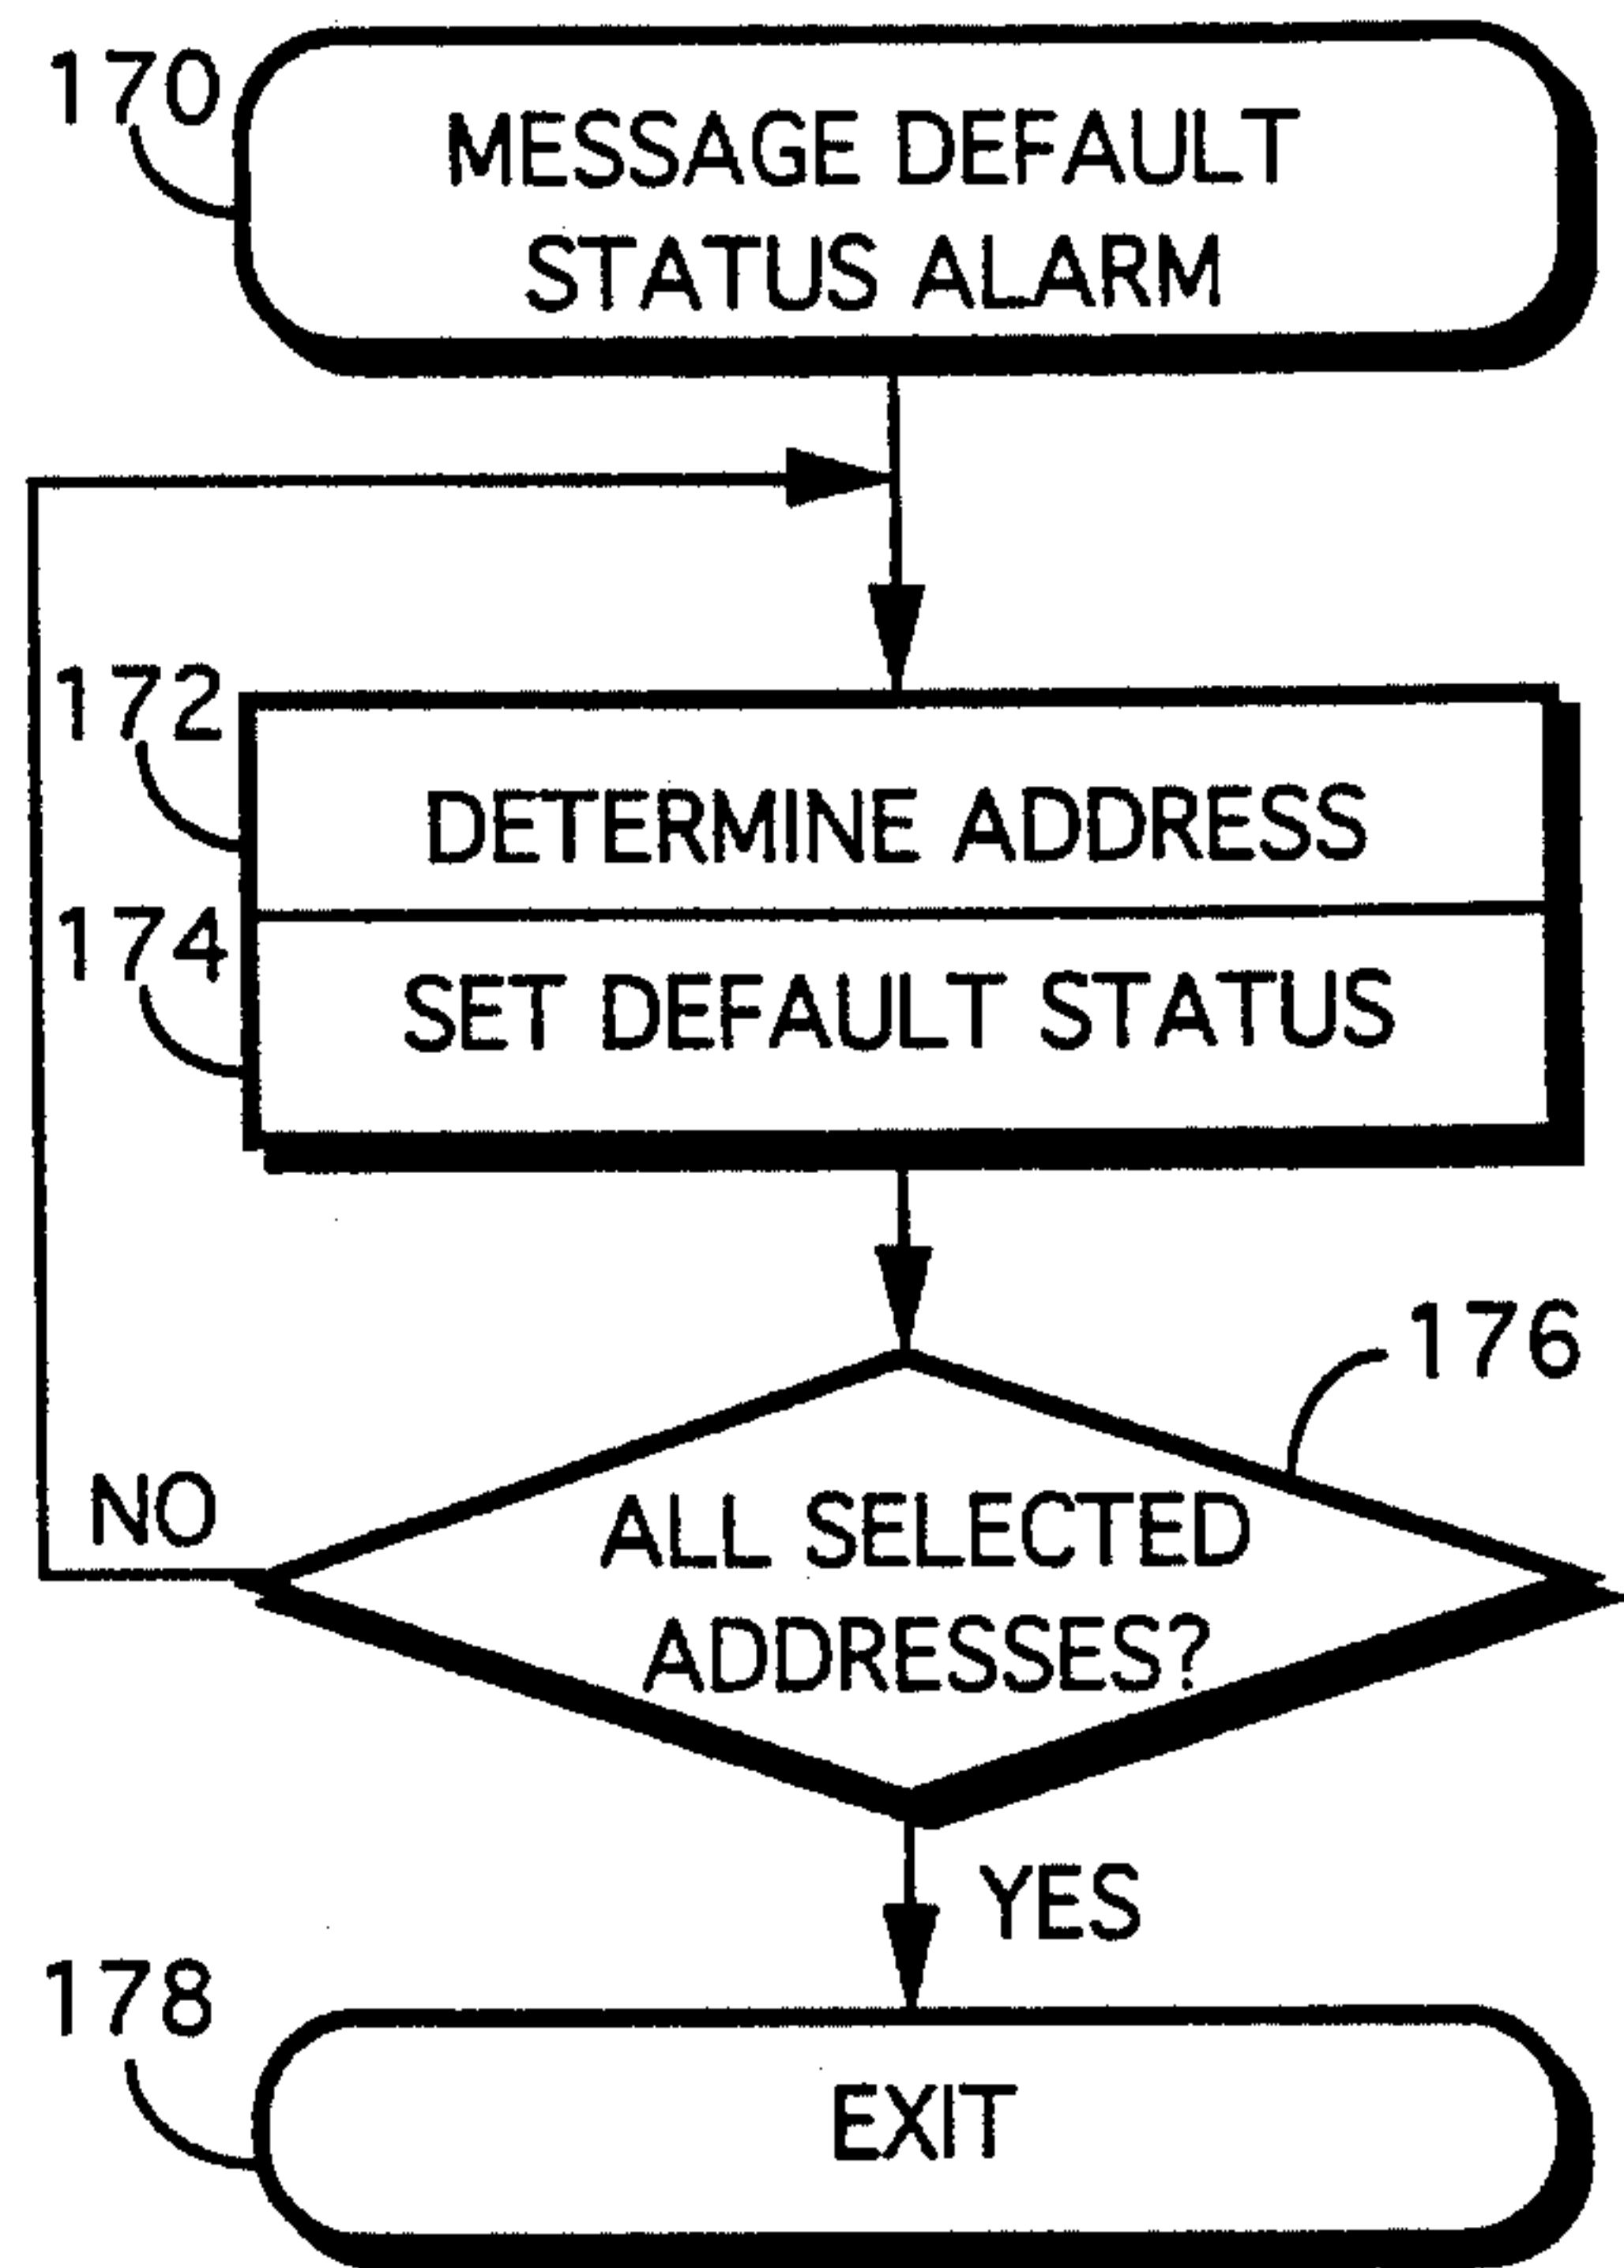 170
MESSAGE DEFAULT
STATUS ALARM
172
DETERMINE ADDRESS
174
SET DEFAULT STATUS
176
NO
ALL SELECTED
ADDRESSES?
YES
178
EXIT